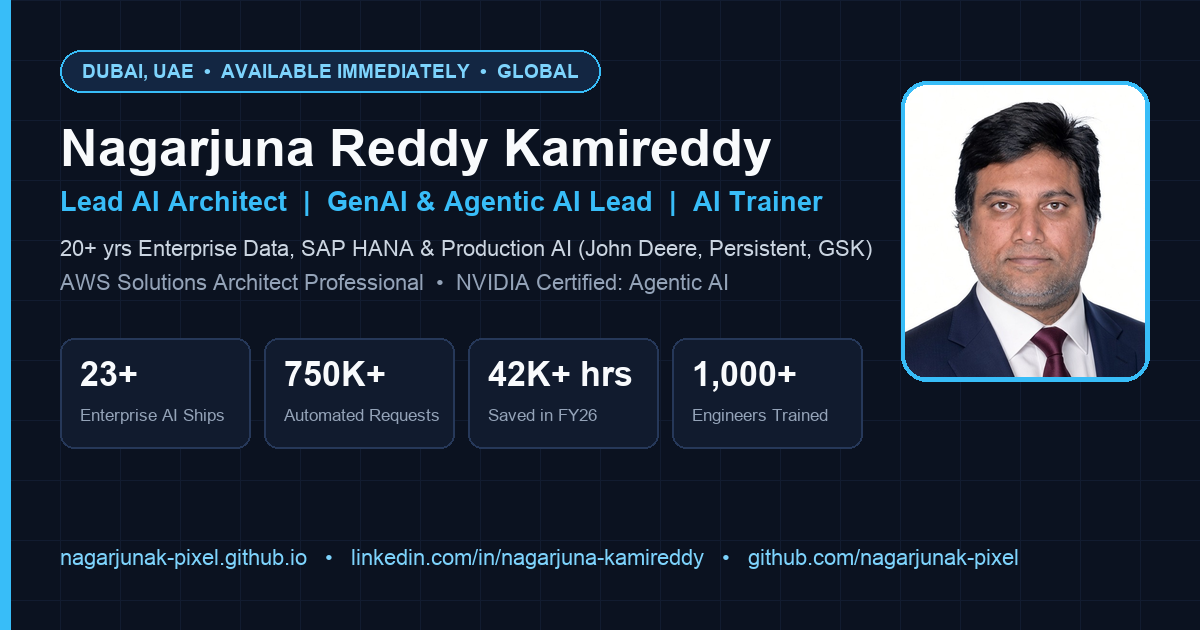 DUBAI, UAE • AVAILABLE IMMEDIATELY • GLOBAL
Nagarjuna Reddy Kamireddy
Lead AI Architect | GenAI & Agentic AI Lead | AI Trainer
20+ yrs Enterprise Data, SAP HANA & Production AI (John Deere, Persistent, GSK)
AWS Solutions Architect Professional • NVIDIA Certified: Agentic AI
23+
Enterprise AI Ships
750K+
Automated Requests
42K+ hrs
Saved in FY26
1,000+
Engineers Trained
nagarjunak-pixel.github.io • linkedin.com/in/nagarjuna-kamireddy • github.com/nagarjunak-pixel